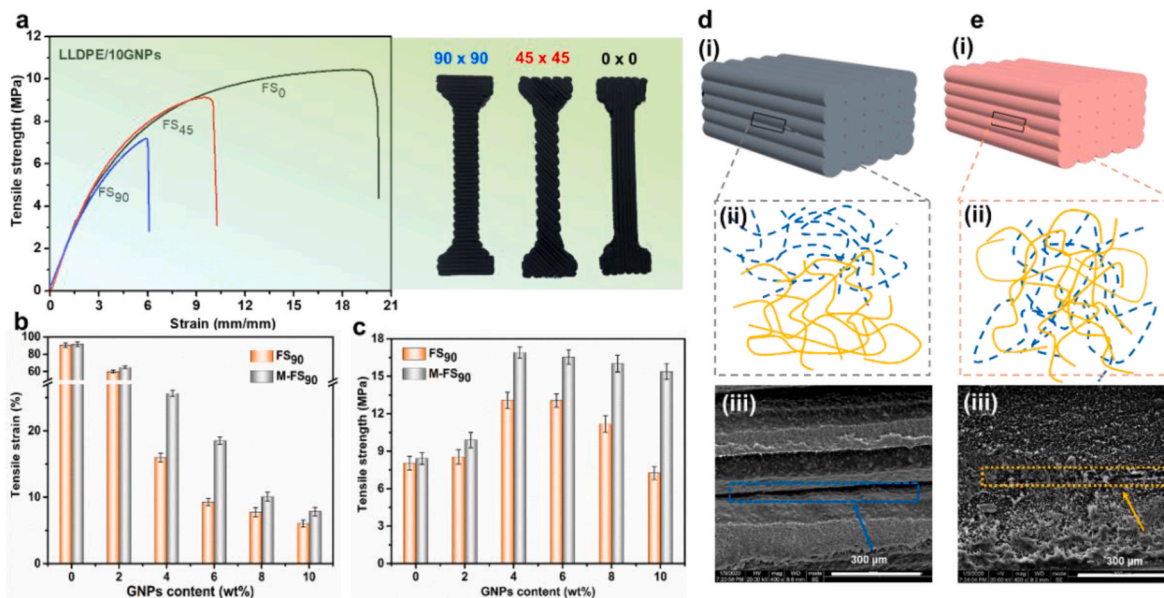 a
12
10
8
6
4
2
0
Tensile strength (MPa)
LLDPE/10GNPs
FS0
FS45
FS90
0 3 6 9 12 15 18 21
Strain (mm/mm)
90 x 90
45 x 45
0 x 0
b
100
80
60
20
10
0
Tensile strain (%)
FS90
M-FS90
0 2 4 6 8 10
GNPs content (wt%)
c
18
15
12
9
6
3
0
Tensile strength (MPa)
FS90
M-FS90
0 2 4 6 8 10
GNPs content (wt%)
d
(i)
(ii)
(iii)
300 µm
e
(i)
(ii)
(iii)
300 µm